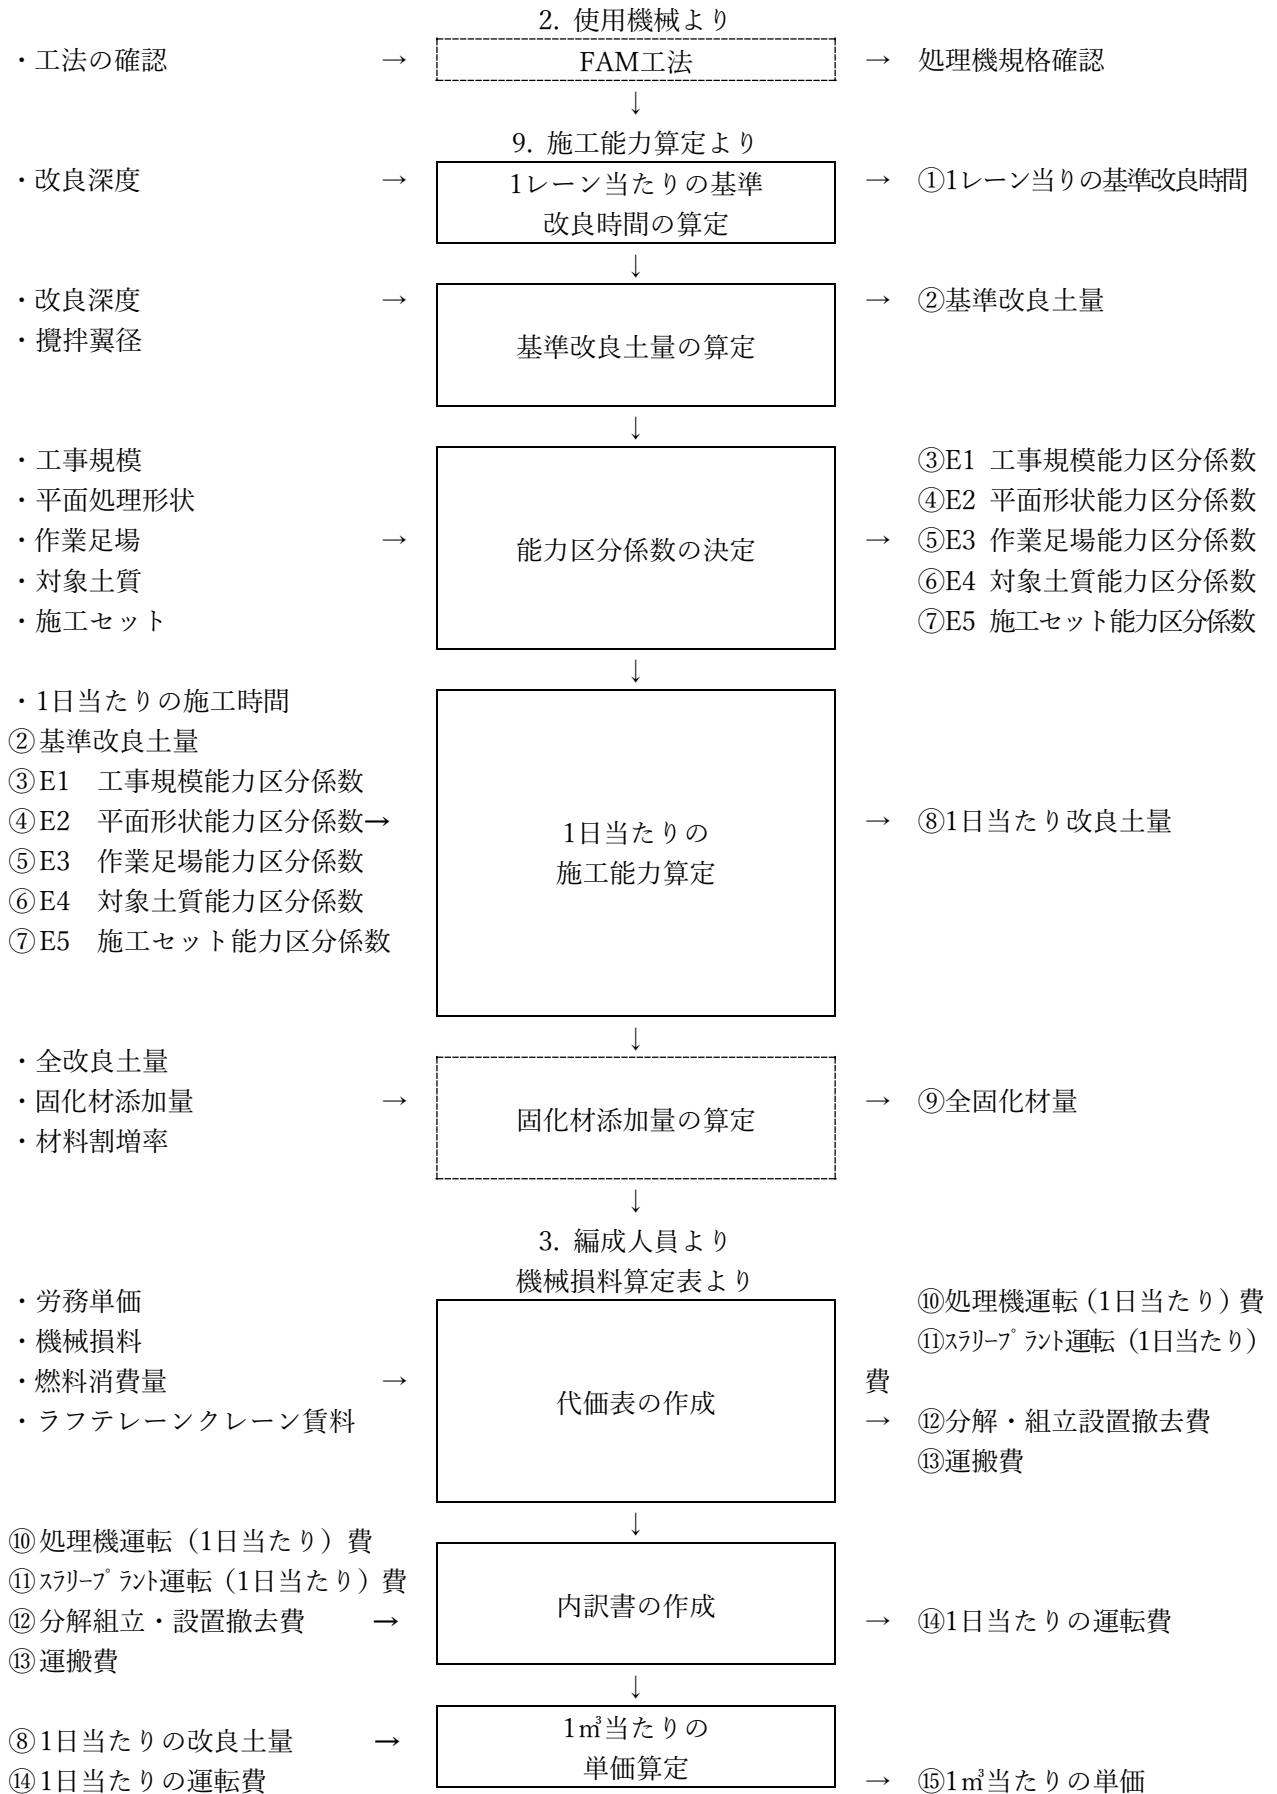 2. 使用機械より
・工法の確認 → FAM工法 → 処理機規格確認
↓
9. 施工能力算定より
・改良深度 → 1レーン当たりの基準 → ①1レーン当りの基準改良時間
改良時間の算定
↓
・改良深度 → → ②基準改良土量
・攪拌翼径
基準改良土量の算定
↓
・工事規模 ③E1 工事規模能力区分係数
・平面処理形状 ④E2 平面形状能力区分係数
・作業足場 → 能力区分係数の決定 → ⑤E3 作業足場能力区分係数
・対象土質 ⑥E4 対象土質能力区分係数
・施工セット ⑦E5 施工セット能力区分係数
↓
・1日当たりの施工時間
②基準改良土量
③E1 工事規模能力区分係数
④E2 平面形状能力区分係数→ 1日当たりの → ⑧1日当たり改良土量
⑤E3 作業足場能力区分係数 施工能力算定
⑥E4 対象土質能力区分係数
⑦E5 施工セット能力区分係数
↓
・全改良土量
・固化材添加量 → 固化材添加量の算定 → ⑨全固化材量
・材料割増率
↓
3. 編成人員より
機械損料算定表より
・労務単価 ⑩処理機運転（1日当たり）費
・機械損料 ⑪ｽﾗﾘｰﾌﾟﾗﾝﾄ運転（1日当たり）
・燃料消費量 → 費
・ラフテレーンクレーン賃料 代価表の作成 → ⑫分解・組立設置撤去費
⑬運搬費
↓
⑩処理機運転（1日当たり）費
⑪ｽﾗﾘｰﾌﾟﾗﾝﾄ運転（1日当たり）費
⑫分解組立・設置撤去費 → 内訳書の作成 → ⑭1日当たりの運転費
⑬運搬費
↓
⑧1日当たりの改良土量 → 1㎥当たりの
⑭1日当たりの運転費 単価算定 → ⑮1㎥当たりの単価